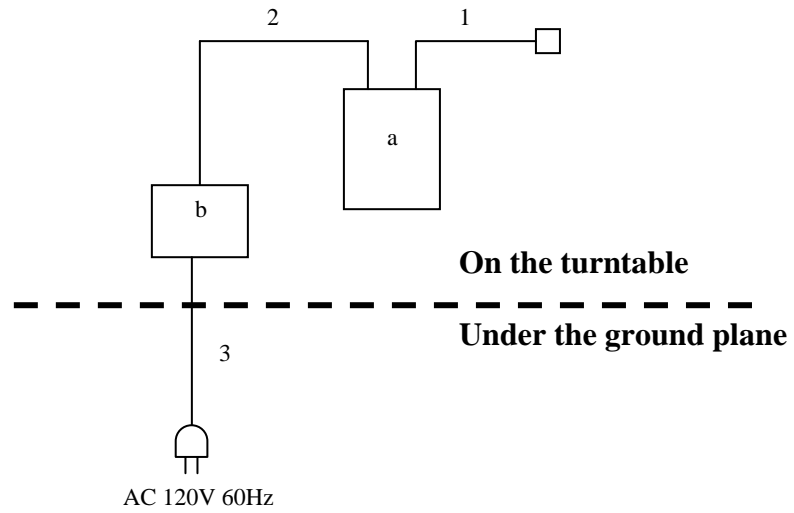 2
1
a
b
On the turntable
Under the ground plane
3
AC 120V 60Hz